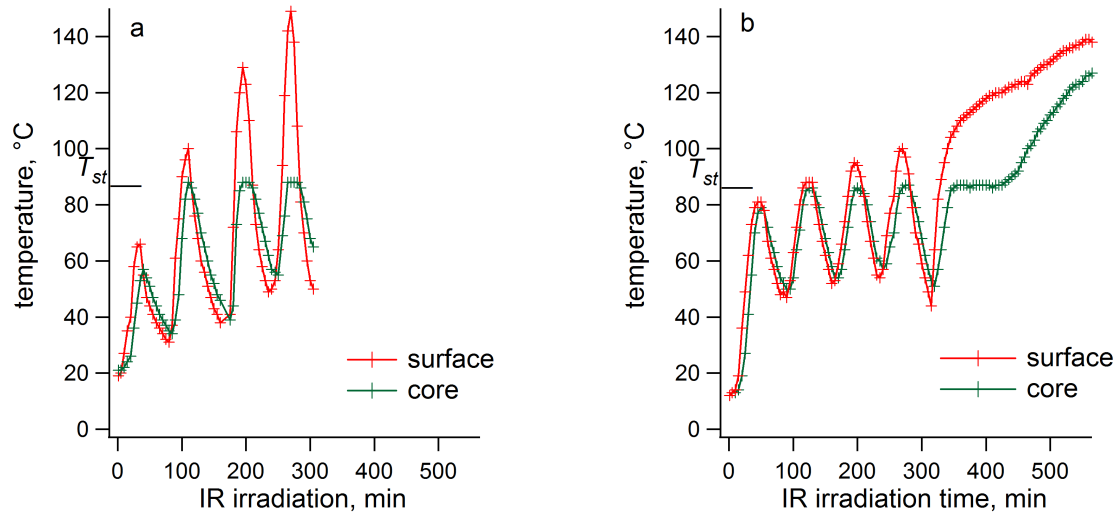 a
140
120
100
80
60
40
20
0
temperature, °C
Tst
surface
core
0 100 200 300 400 500
IR irradiation, min
b
140
120
100
80
60
40
20
0
temperature, °C
Tst
surface
core
0 100 200 300 400 500
IR irradiation time, min